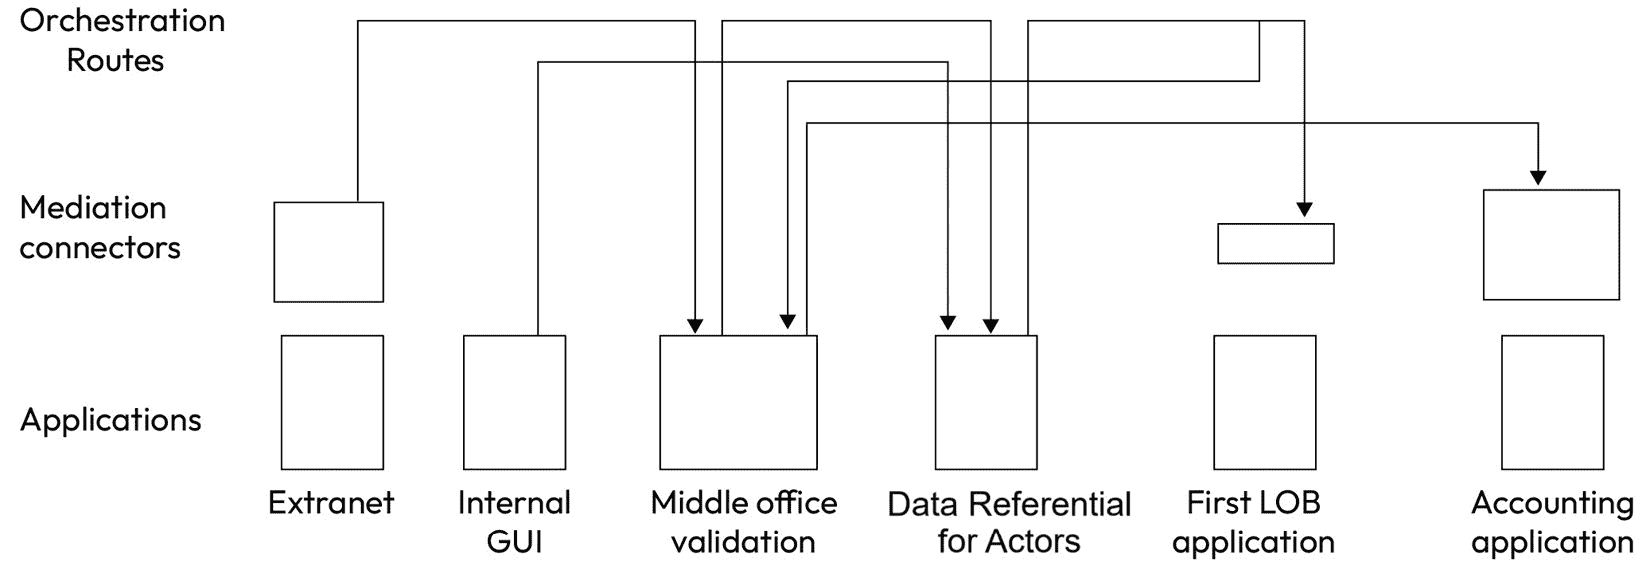 Orchestration
Routes
Mediation
connectors
Applications
Extranet
Internal
GUI
Middle office
validation
Data Referential
for Actors
First LOB
application
Accounting
application